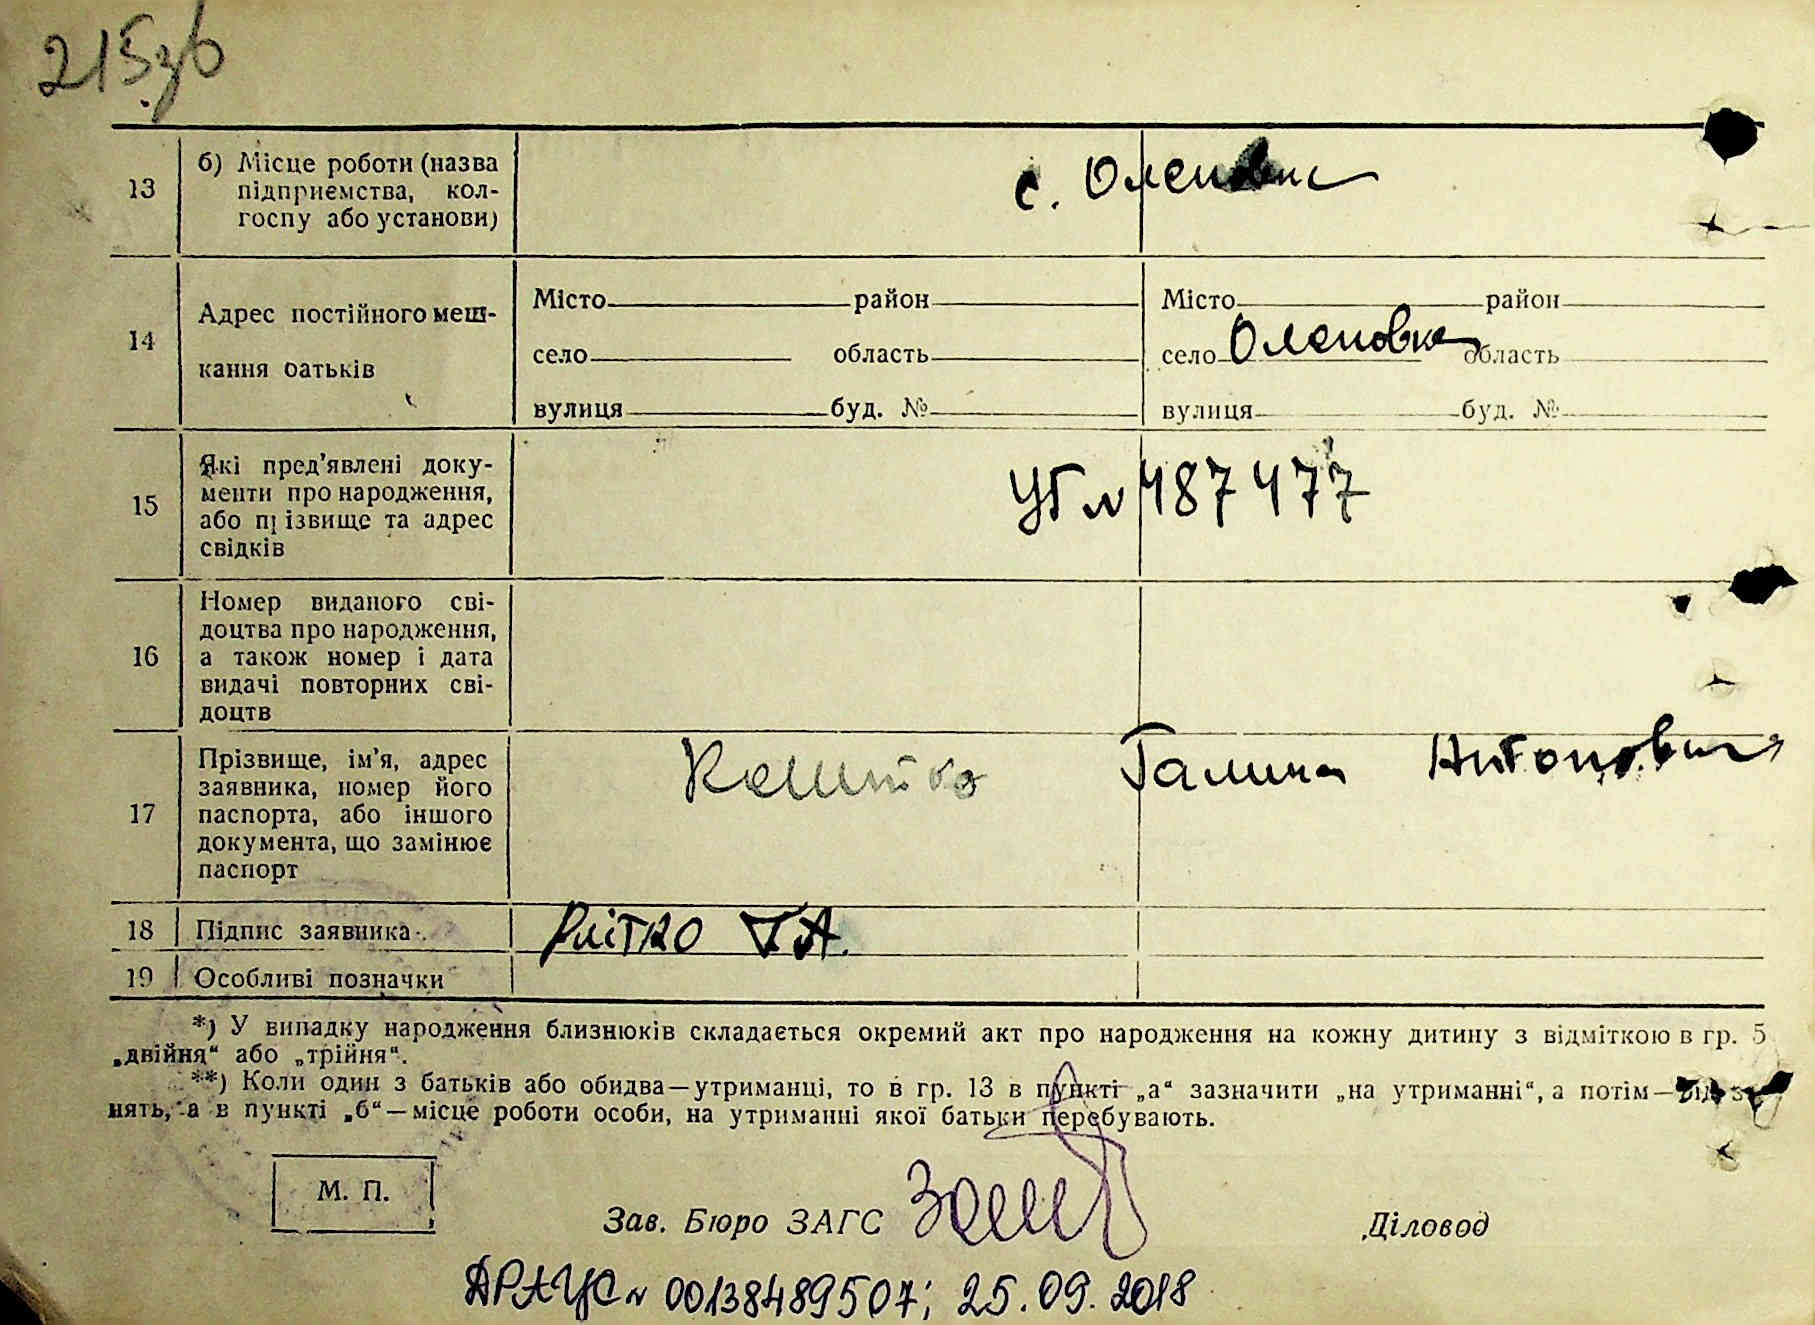 215зв
13
б) Місце роботи (назва
підприємства, кол-
госпу або установи)
с.
14
Адрес постійного меш-
кання батьків
Місто район
село область
вулиця буд. №
Місто район
село Оленовка область
вулиця буд. №
15
Які пред'явлені доку-
менти про народження,
або прізвище та адрес
свідків
УБ № 487477
16
Номер виданого сві-
доцтва про народження,
а також номер і дата
видачі повторних сві-
доцтв
17
Прізвище, ім'я, адрес
заявника, номер його
паспорта, або іншого
документа, що замінює
паспорт
Галина
18
Підпис заявника
19
Особливі позначки
*) У випадку народження близнюків складається окремий акт про народження на кожну дитину з відміткою в гр. 5
„двійня“ або „трійня“.
**) Коли один з батьків або обидва—утриманці, то в гр. 13 в пункті „а“ зазначити „на утриманні“, а потім—
нять, а в пункті „б“—місце роботи особи, на утриманні якої батьки перебувають.
М. П.
Зав. Бюро ЗАГС
Діловод
ДРАЦС № 00138489507; 25.09.2018